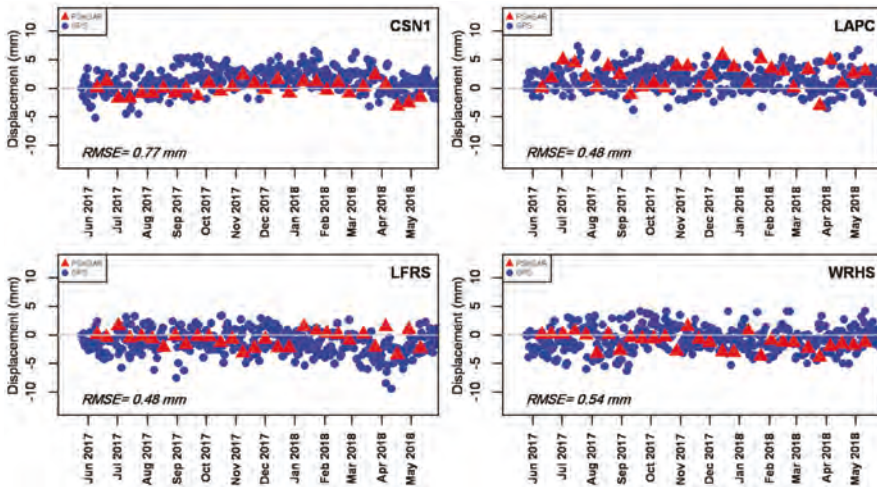 PSInSAR
GPS
CSN1
Displacement (mm)
10
5
0
-5
-10
RMSE= 0.77 mm
Jun 2017
Jul 2017
Aug 2017
Sep 2017
Oct 2017
Nov 2017
Dec 2017
Jan 2018
Feb 2018
Mar 2018
Apr 2018
May 2018
PSInSAR
GPS
LAPC
Displacement (mm)
10
5
0
-5
-10
RMSE= 0.48 mm
Jun 2017
Jul 2017
Aug 2017
Sep 2017
Oct 2017
Nov 2017
Dec 2017
Jan 2018
Feb 2018
Mar 2018
Apr 2018
May 2018
PSInSAR
GPS
LFRS
Displacement (mm)
10
5
0
-5
-10
RMSE= 0.48 mm
Jun 2017
Jul 2017
Aug 2017
Sep 2017
Oct 2017
Nov 2017
Dec 2017
Jan 2018
Feb 2018
Mar 2018
Apr 2018
May 2018
PSInSAR
GPS
WRHS
Displacement (mm)
10
5
0
-5
-10
RMSE= 0.54 mm
Jun 2017
Jul 2017
Aug 2017
Sep 2017
Oct 2017
Nov 2017
Dec 2017
Jan 2018
Feb 2018
Mar 2018
Apr 2018
May 2018